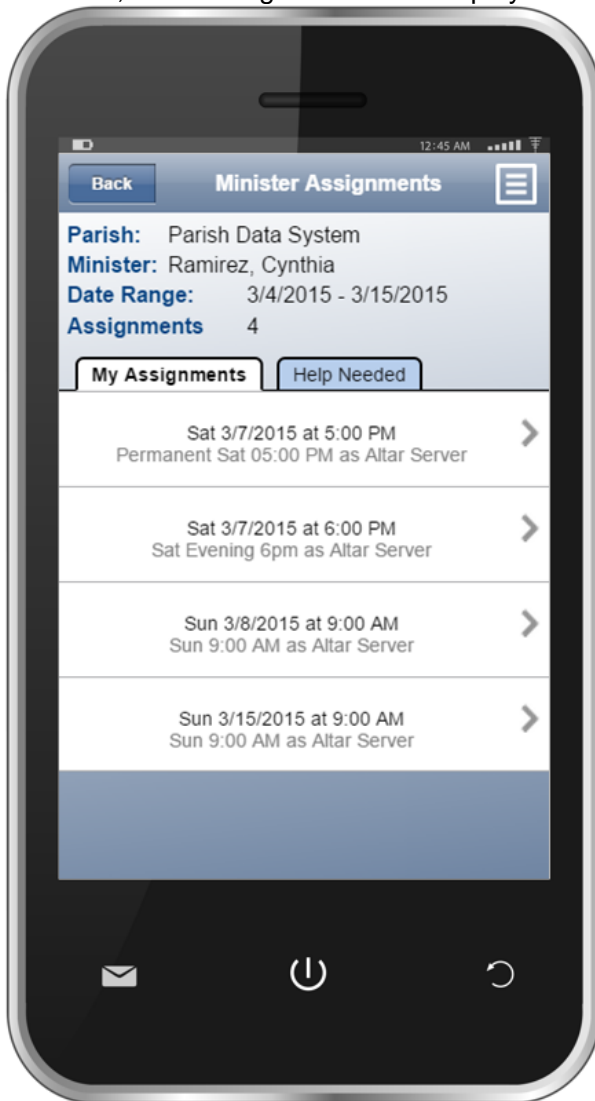 12:45 AM
Back Minister Assignments
Parish: Parish Data System
Minister: Ramirez, Cynthia
Date Range: 3/4/2015 - 3/15/2015
Assignments 4
My Assignments Help Needed
Sat 3/7/2015 at 5:00 PM
Permanent Sat 05:00 PM as Altar Server
Sat 3/7/2015 at 6:00 PM
Sat Evening 6pm as Altar Server
Sun 3/8/2015 at 9:00 AM
Sun 9:00 AM as Altar Server
Sun 3/15/2015 at 9:00 AM
Sun 9:00 AM as Altar Server